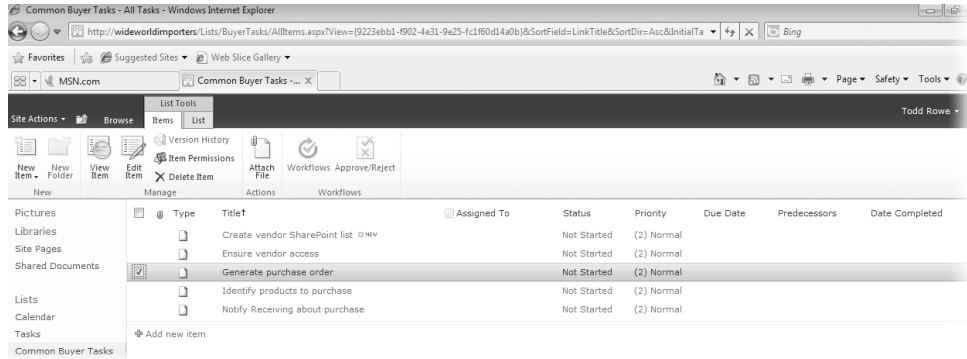 Common Buyer Tasks - All Tasks - Windows Internet Explorer
http://wideworldimporters/Lists/BuyerTasks/AllItems.aspx?View={9223ebb1-f902-4e31-9e25-fc1f60d14a0b}&SortField=LinkTitle&SortDir=Asc&InitialTa
Bing
Favorites Suggested Sites Web Slice Gallery
MSN.com Common Buyer Tasks -... Page Safety Tools
List Tools
Todd Rowe
Site Actions Browse Items List
Version History
Item Permissions
Delete Item
New Item New Folder View Item Edit Item Attach File Workflows Approve/Reject
New Manage Actions Workflows
Pictures Type Title Assigned To Status Priority Due Date Predecessors Date Completed
Libraries Create vendor SharePoint list NEW Not Started (2) Normal
Site Pages Ensure vendor access Not Started (2) Normal
Shared Documents Generate purchase order Not Started (2) Normal
Identify products to purchase Not Started (2) Normal
Lists Notify Receiving about purchase Not Started (2) Normal
Calendar
Tasks Add new item
Common Buyer Tasks